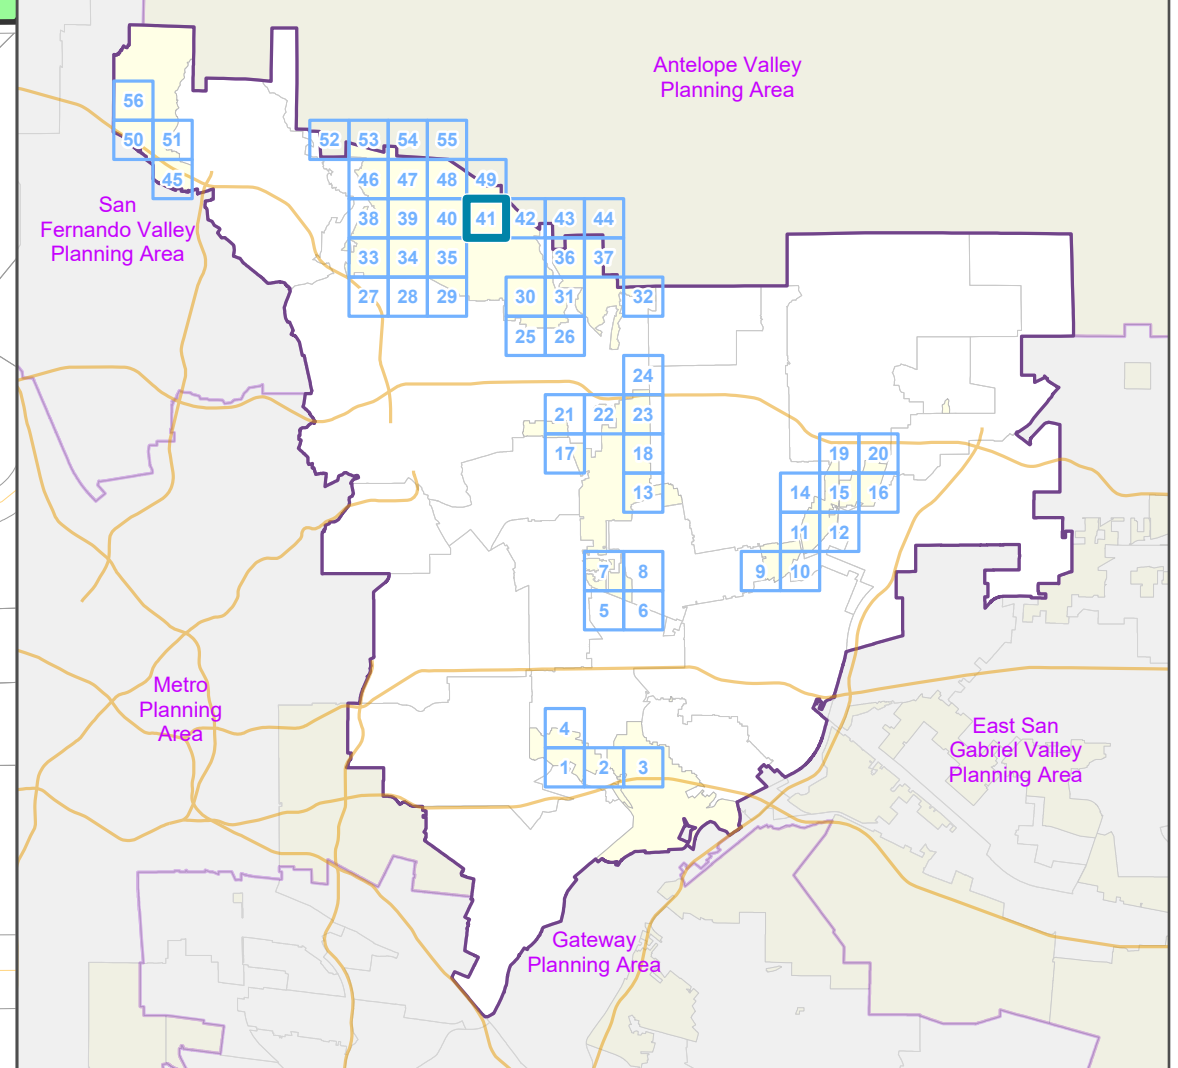 Antelope Valley
Planning Area
56
50 51
52 53 54 55
45
46 47 48 49
San
Fernando Valley
Planning Area
38 39 40 41 42 43 44
33 34 35 36 37
27 28 29 30 31 32
25 26
24
21 22 23
17 18
19 20
13
14 15 16
11 12
7 8
9 10
5 6
Metro
Planning
Area
4
East San
Gabriel Valley
Planning Area
1 2 3
Gateway
Planning Area